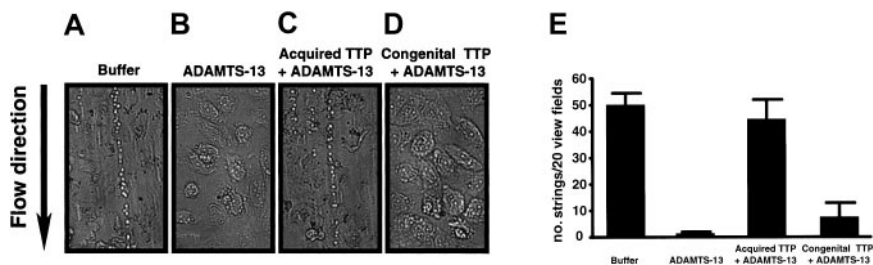 A
B
C
D
E
Buffer
ADAMTS-13
Acquired TTP
+ ADAMTS-13
Congenital TTP
+ ADAMTS-13
Flow direction
no. strings/20 view fields
60
50
40
30
20
10
0
Buffer
ADAMTS-13
Acquired TTP
+ ADAMTS-13
Congenital TTP
+ ADAMTS-13